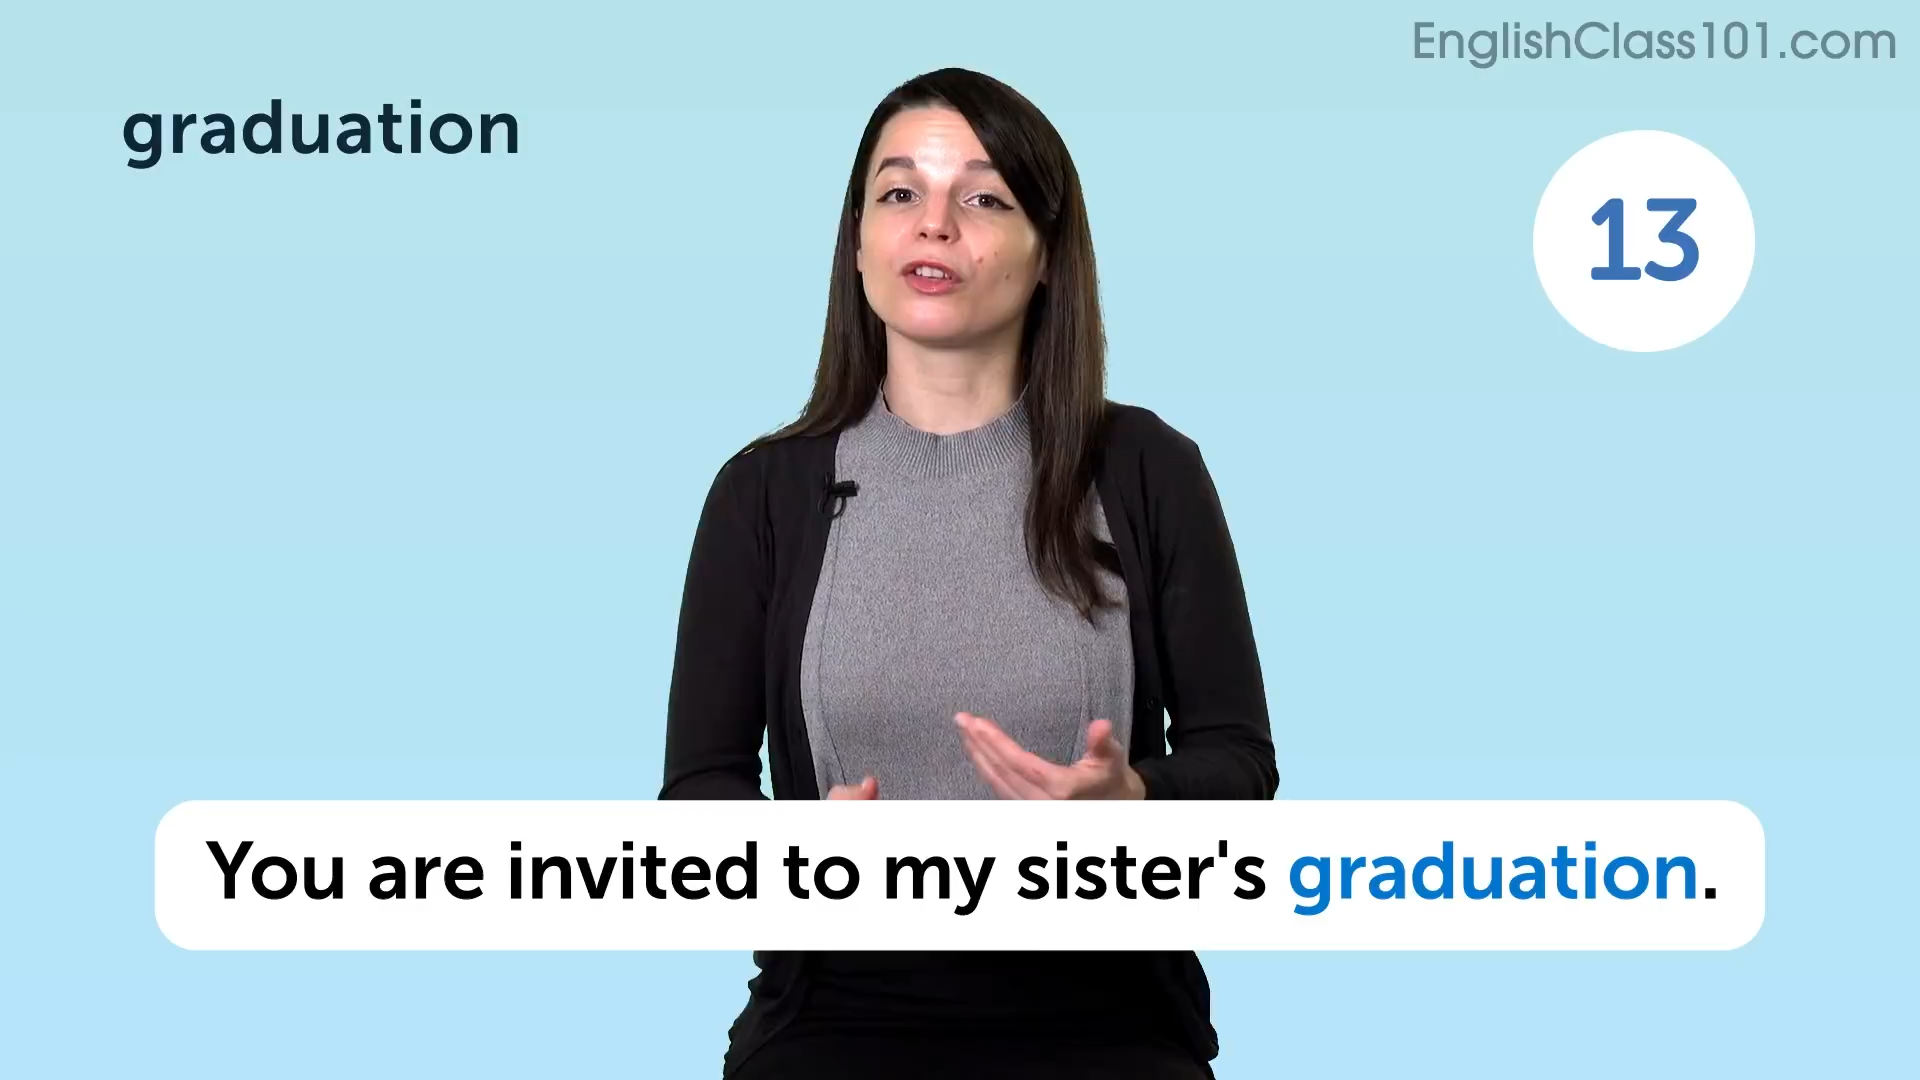 EnglishClass101.com
graduation
13
You are invited to my sister's graduation.